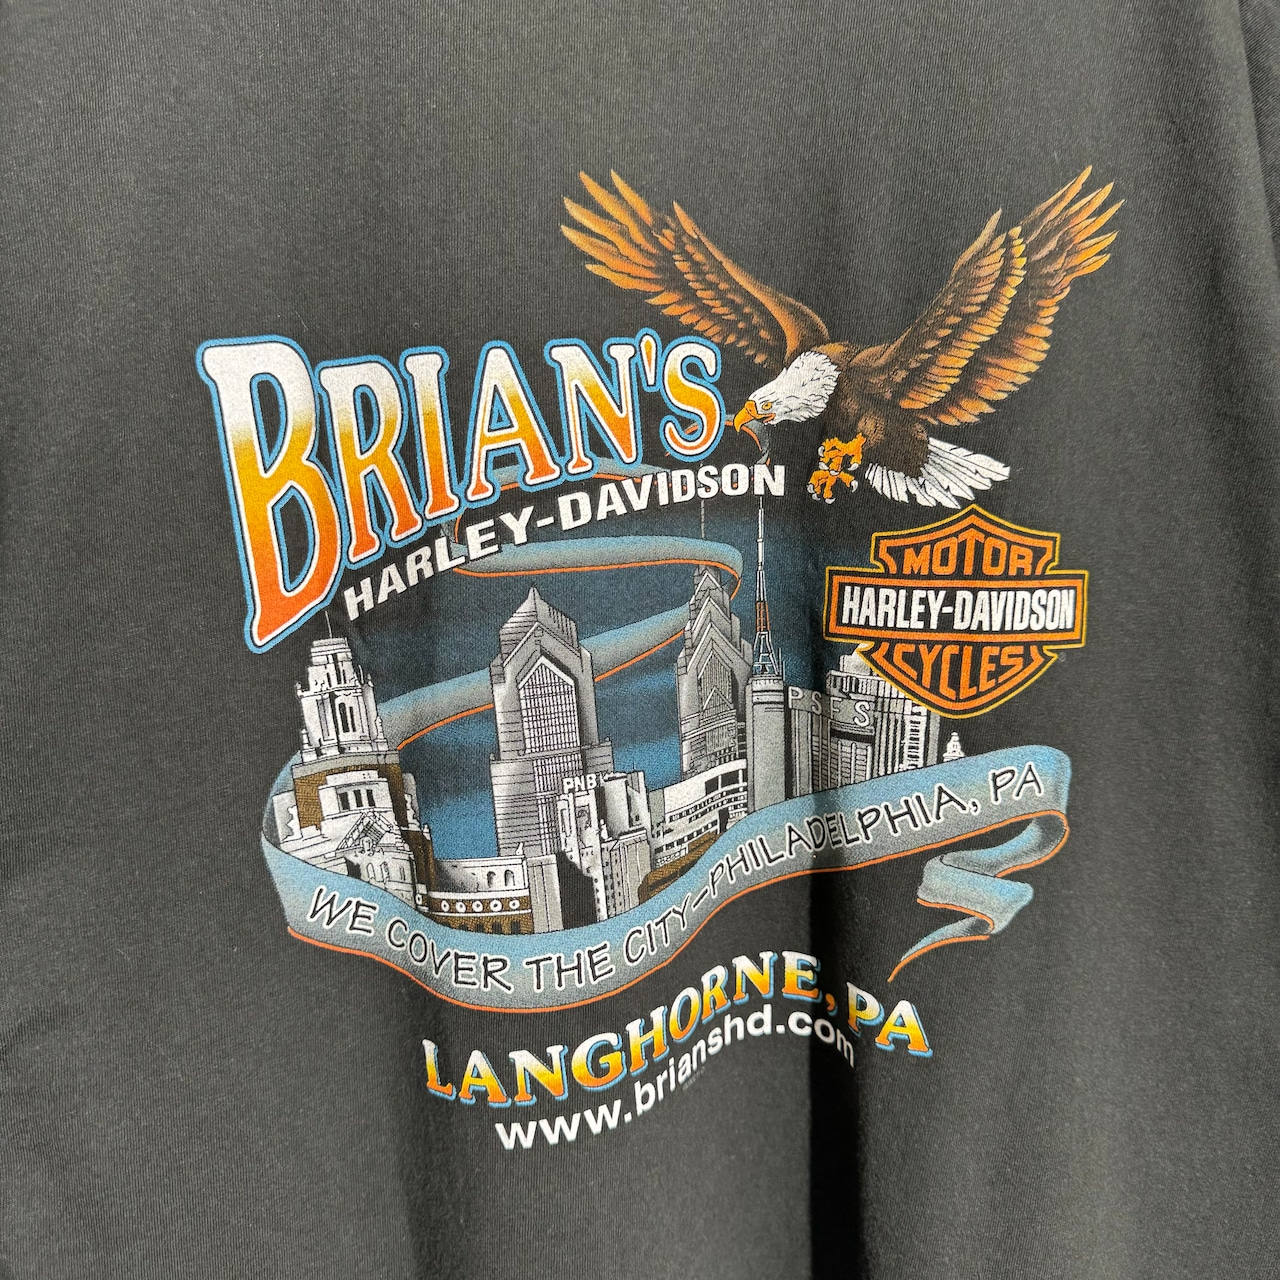 BRIAN'S
HARLEY-DAVIDSON
MOTOR
HARLEY-DAVIDSON
CYCLES
PSFS
PNB
WE COVER THE CITY-PHILADELPHIA, PA
LANGHORNE, PA
www.brianshd.com